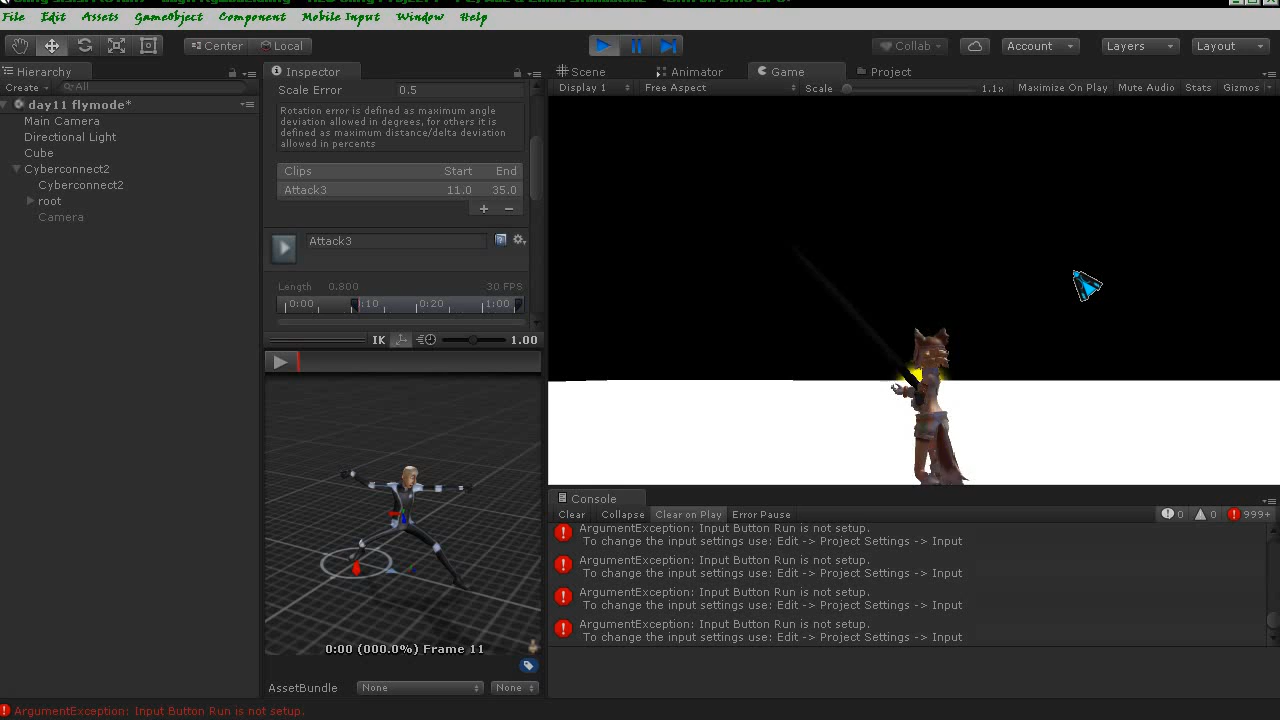 File Edit Assets GameObject Component Mobile Input Window Help
Center Local Collab Account Layers Layout
Hierarchy
Create All
day11 flymode*
Main Camera
Directional Light
Cube
Cyberconnect2
Cyberconnect2
root
Camera
Inspector
Scale Error 0.5
Rotation error is defined as maximum angle
deviation allowed in degrees, for others it is
defined as maximum distance/delta deviation
allowed in percents
Clips Start End
Attack3 11.0 35.0
+ −
Attack3
Length 0.800 30 FPS
0:00 :10 0:20 1:00
IK 1.00
0:00 (000.0%) Frame 11
AssetBundle None None
Scene Animator Game Project
Display 1 Free Aspect Scale 1.1x Maximize On Play Mute Audio Stats Gizmos
Console
Clear Collapse Clear on Play Error Pause 0 0 999+
ArgumentException: Input Button Run is not setup.
To change the input settings use: Edit -> Project Settings -> Input
ArgumentException: Input Button Run is not setup.
To change the input settings use: Edit -> Project Settings -> Input
ArgumentException: Input Button Run is not setup.
To change the input settings use: Edit -> Project Settings -> Input
ArgumentException: Input Button Run is not setup.
To change the input settings use: Edit -> Project Settings -> Input
ArgumentException: Input Button Run is not setup.